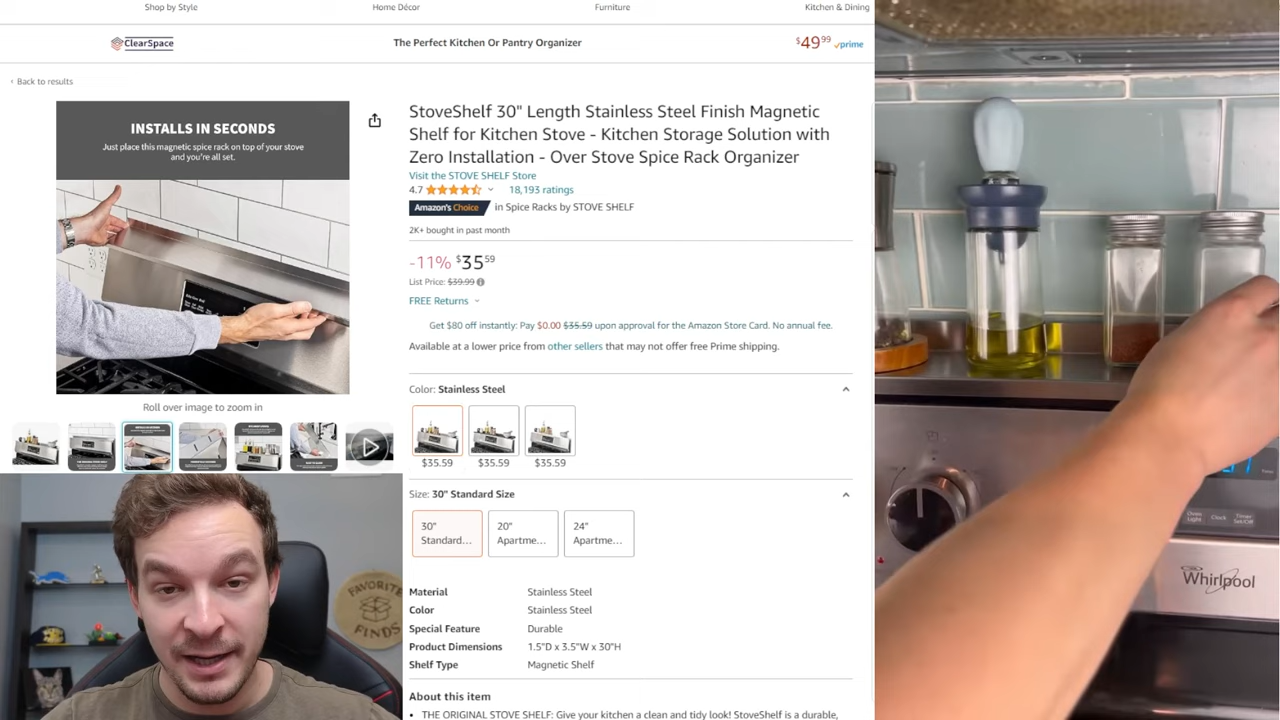 Shop by Style
Home Décor
Furniture
Kitchen & Dining
ClearSpace
The Perfect Kitchen Or Pantry Organizer
$49.99 prime
‹ Back to results
INSTALLS IN SECONDS
Just place this magnetic spice rack on top of your stove
and you're all set.
Roll over image to zoom in
StoveShelf 30" Length Stainless Steel Finish Magnetic
Shelf for Kitchen Stove - Kitchen Storage Solution with
Zero Installation - Over Stove Spice Rack Organizer
Visit the STOVE SHELF Store
4.7 18,193 ratings
Amazon's Choice in Spice Racks by STOVE SHELF
2K+ bought in past month
-11% $35.59
List Price: $39.99
FREE Returns
Get $80 off instantly: Pay $0.00 $35.59 upon approval for the Amazon Store Card. No annual fee.
Available at a lower price from other sellers that may not offer free Prime shipping.
Color: Stainless Steel
$35.59 $35.59 $35.59
Size: 30" Standard Size
30" Standard...
20" Apartme...
24" Apartme...
Material Stainless Steel
Color Stainless Steel
Special Feature Durable
Product Dimensions 1.5"D x 3.5"W x 30"H
Shelf Type Magnetic Shelf
About this item
• THE ORIGINAL STOVE SHELF: Give your kitchen a clean and tidy look! StoveShelf is a durable,
FAVORITE
FINDS
Oven Light
Clock
Timer Set/Off
Whirlpool